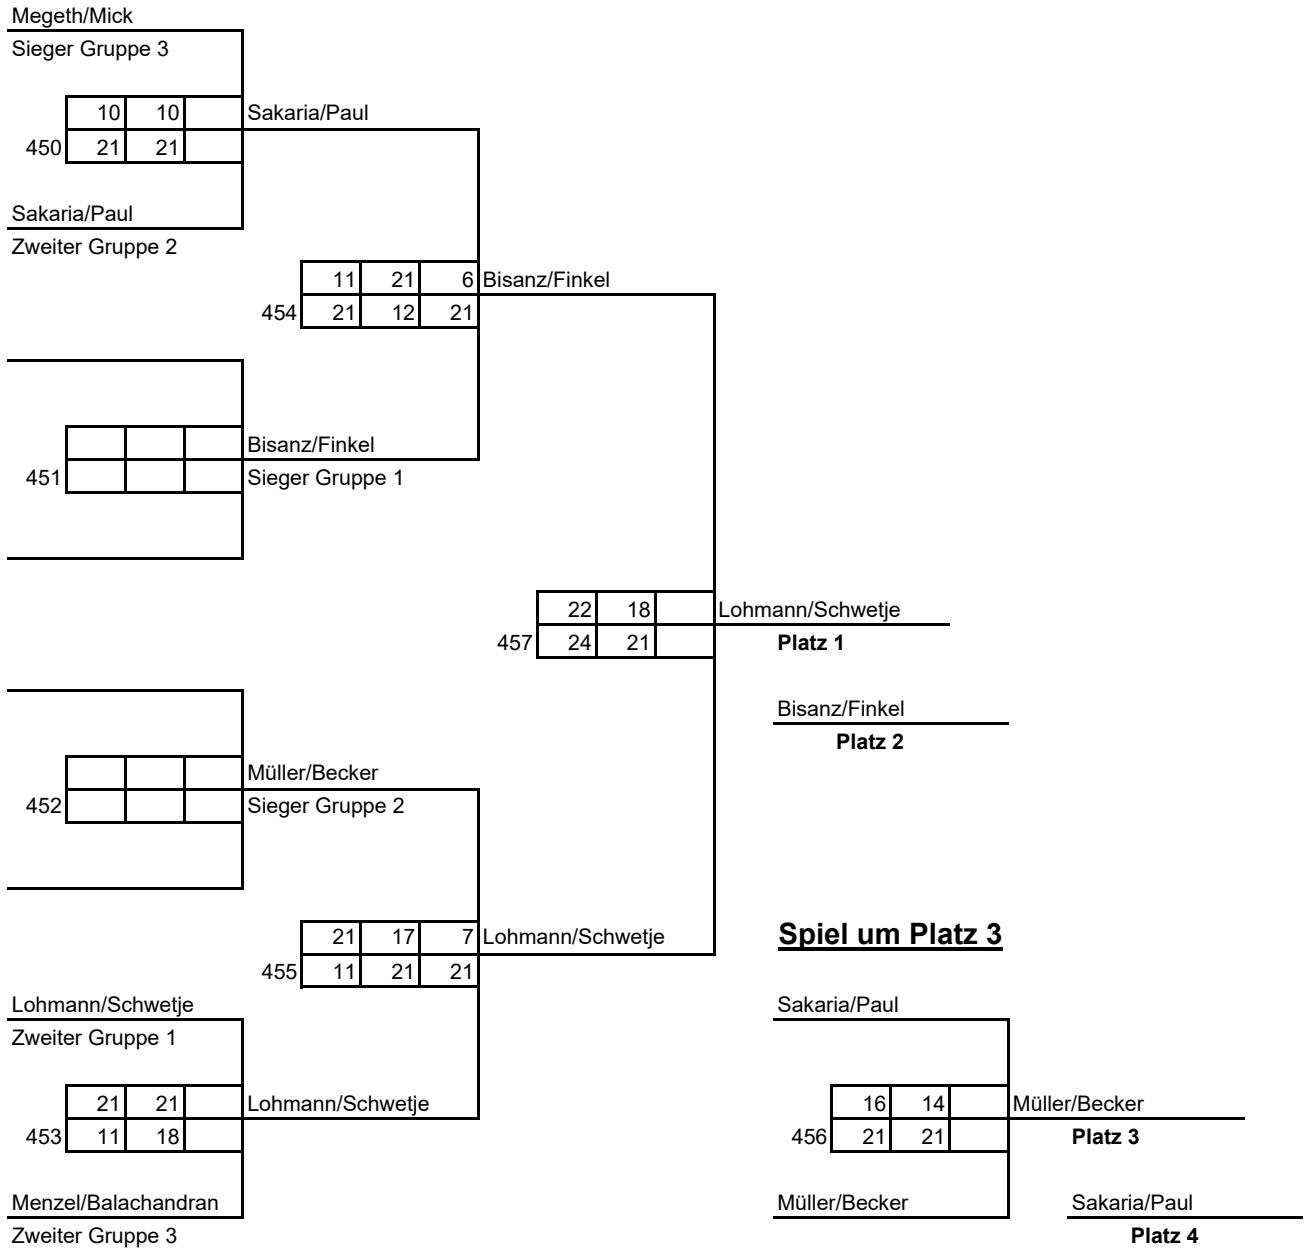 Megeth/Mick
Sieger Gruppe 3
10 10 Sakaria/Paul
450 21 21
Sakaria/Paul
Zweiter Gruppe 2
11 21 6 Bisanz/Finkel
454 21 12 21
Bisanz/Finkel
451 Sieger Gruppe 1
22 18 Lohmann/Schwetje
457 24 21 Platz 1
Bisanz/Finkel
Platz 2
Müller/Becker
452 Sieger Gruppe 2
21 17 7 Lohmann/Schwetje Spiel um Platz 3
455 11 21 21
Lohmann/Schwetje Sakaria/Paul
Zweiter Gruppe 1
21 21 Lohmann/Schwetje 16 14 Müller/Becker
453 11 18 456 21 21 Platz 3
Menzel/Balachandran Müller/Becker Sakaria/Paul
Zweiter Gruppe 3 Platz 4